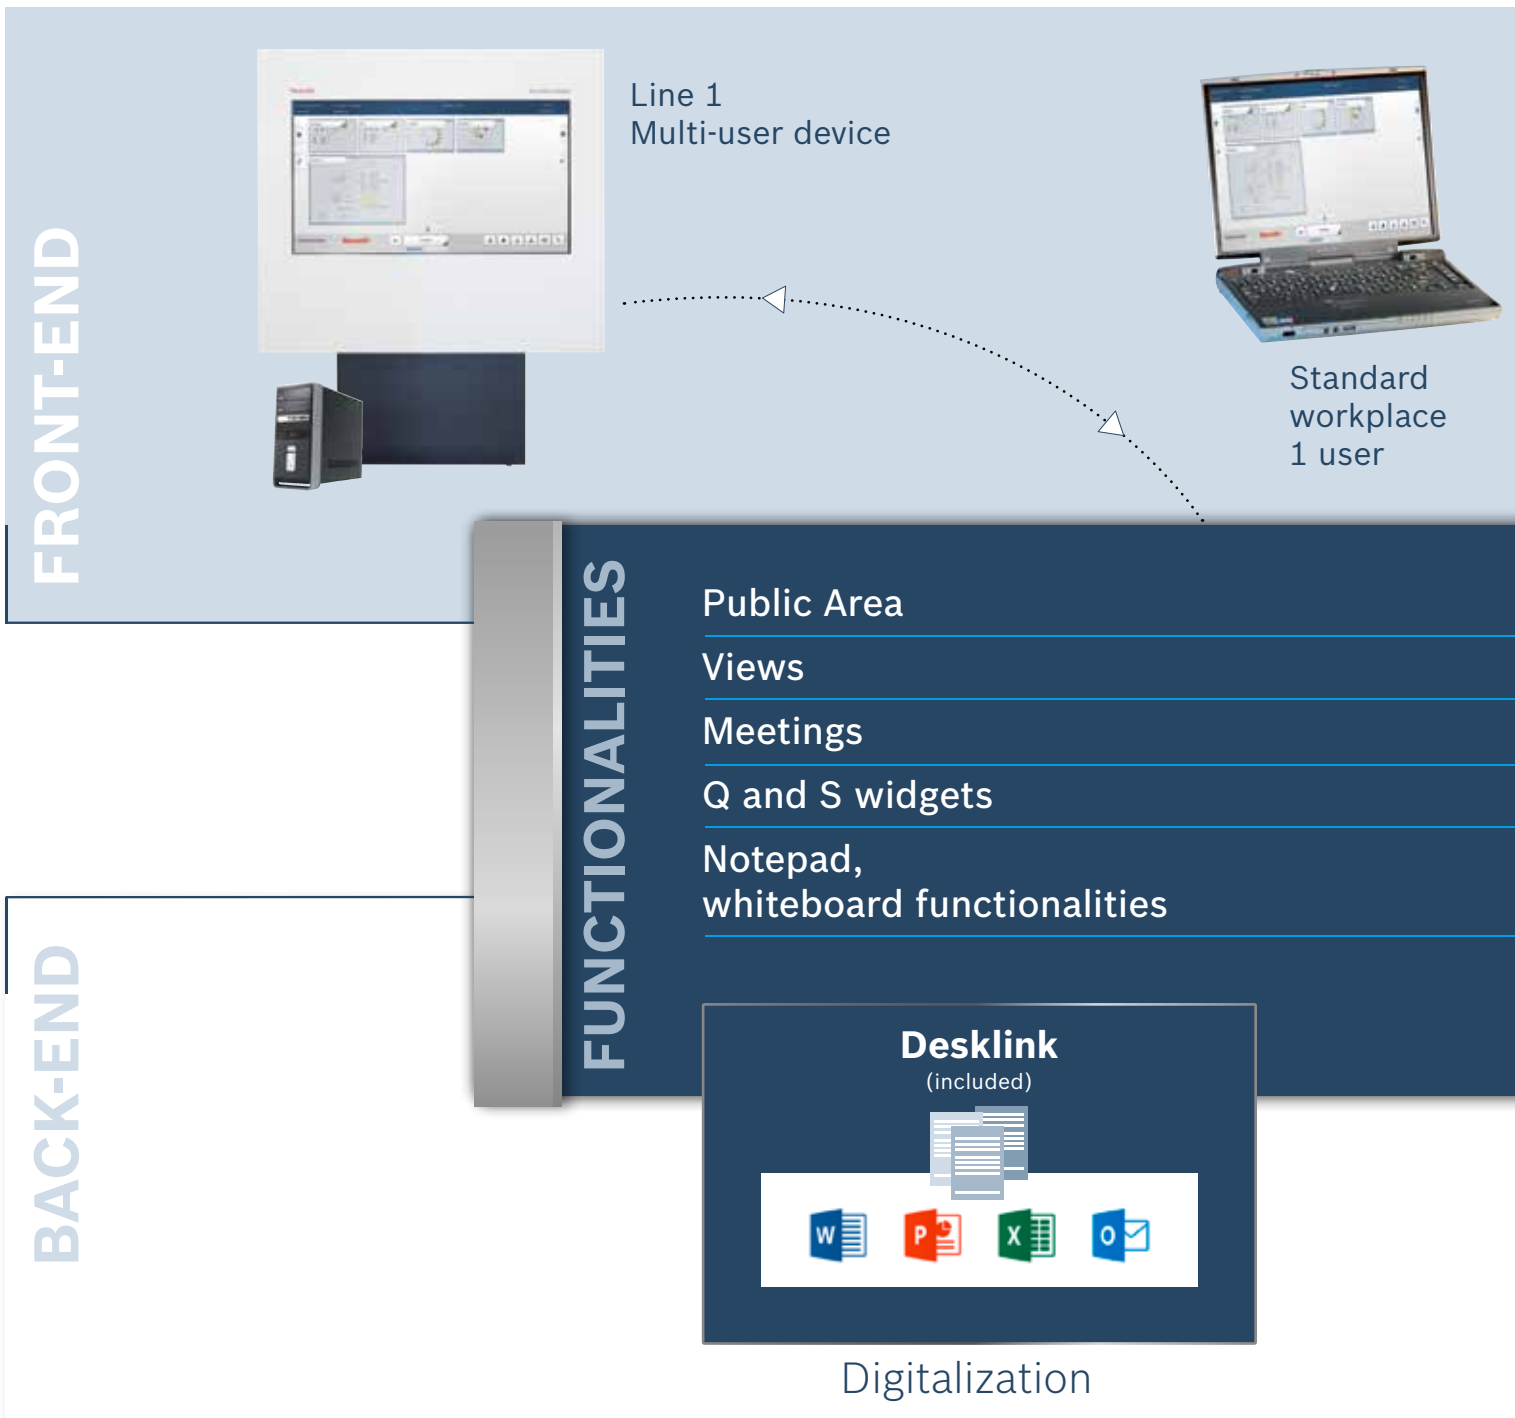 FRONT-END
Line 1
Multi-user device
Standard
workplace
1 user
FUNCTIONALITIES
Public Area
Views
Meetings
Q and S widgets
Notepad,
whiteboard functionalities
BACK-END
Desklink
(included)
W
P
X
O
Digitalization